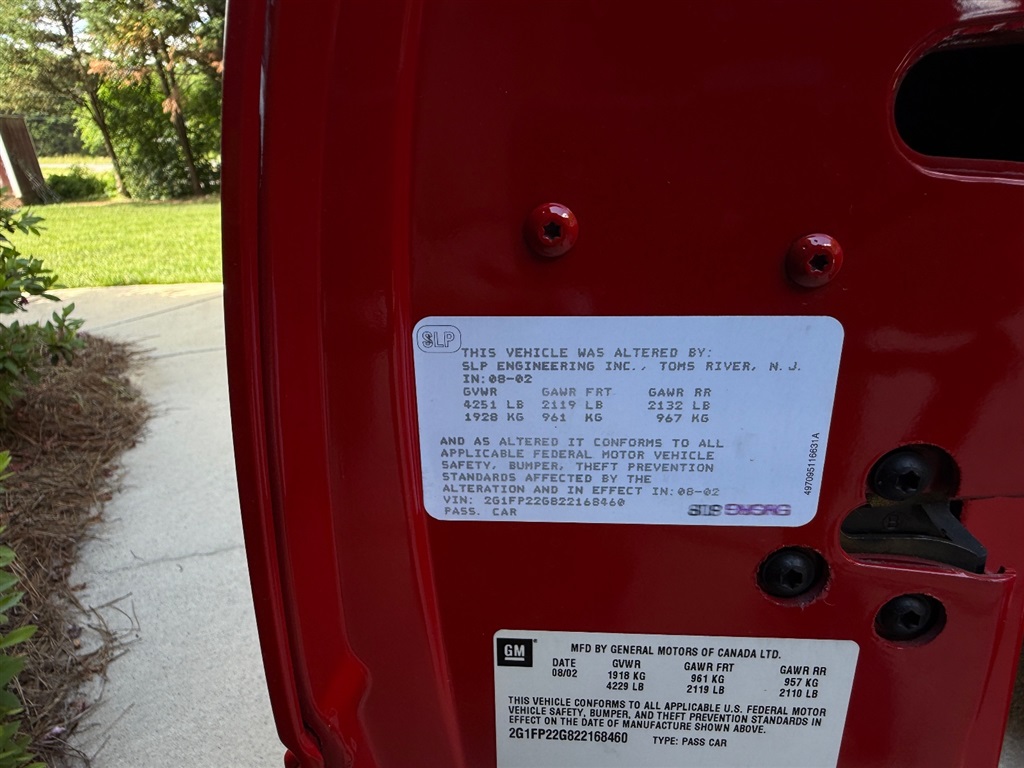 SLP
THIS VEHICLE WAS ALTERED BY:
SLP ENGINEERING INC., TOMS RIVER, N.J.
IN:08-02
GVWR GAWR FRT GAWR RR
4251 LB 2119 LB 2132 LB
1928 KG 961 KG 967 KG
AND AS ALTERED IT CONFORMS TO ALL
APPLICABLE FEDERAL MOTOR VEHICLE
SAFETY, BUMPER, THEFT PREVENTION
STANDARDS AFFECTED BY THE
ALTERATION AND IN EFFECT IN:08-02
VIN: 2G1FP22G822168460
PASS. CAR
497095116631A
GM
MFD BY GENERAL MOTORS OF CANADA LTD.
DATE GVWR GAWR FRT GAWR RR
08/02 1918 KG 961 KG 957 KG
4229 LB 2119 LB 2110 LB
THIS VEHICLE CONFORMS TO ALL APPLICABLE U.S. FEDERAL MOTOR
VEHICLE SAFETY, BUMPER, AND THEFT PREVENTION STANDARDS IN
EFFECT ON THE DATE OF MANUFACTURE SHOWN ABOVE.
2G1FP22G822168460 TYPE: PASS CAR